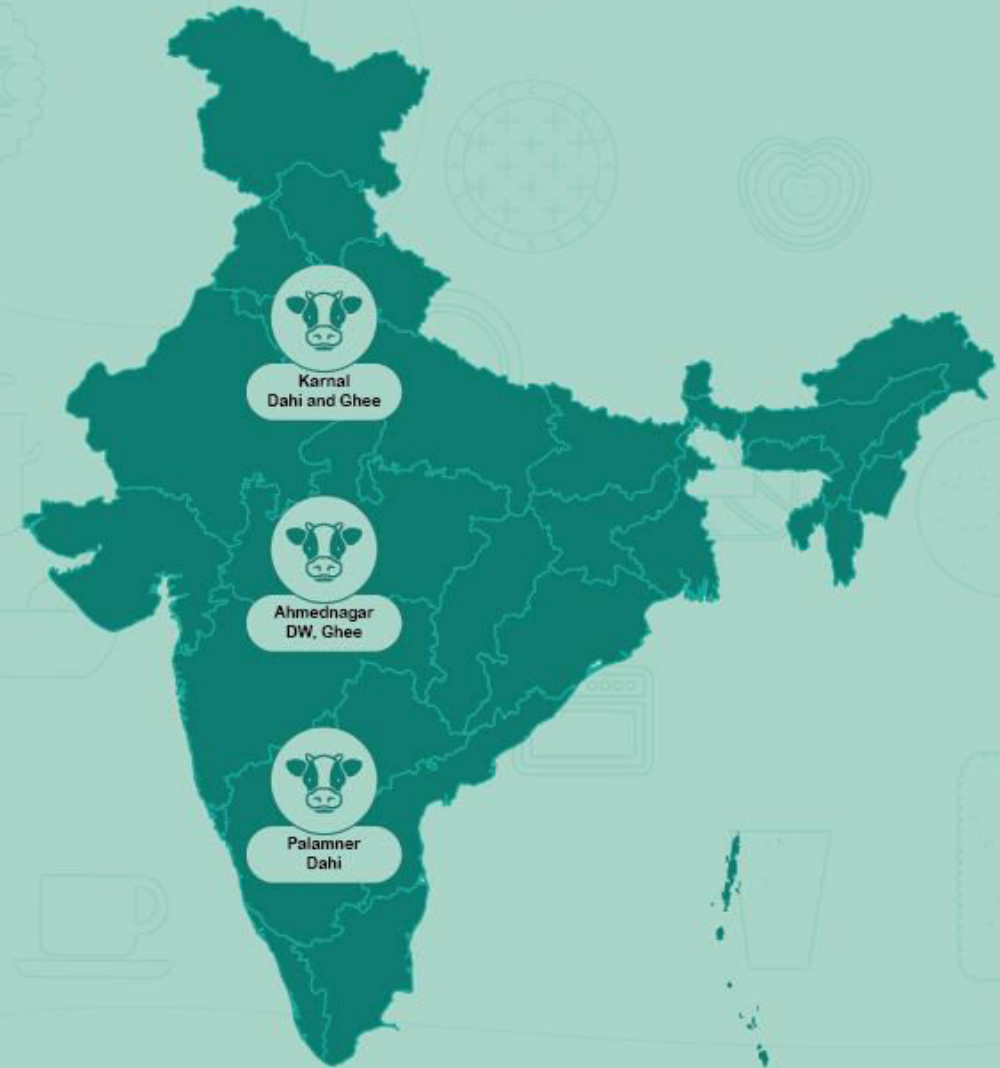 Karnal
Dahi and Ghee
Ahmednagar
DW, Ghee
Palamner
Dahi